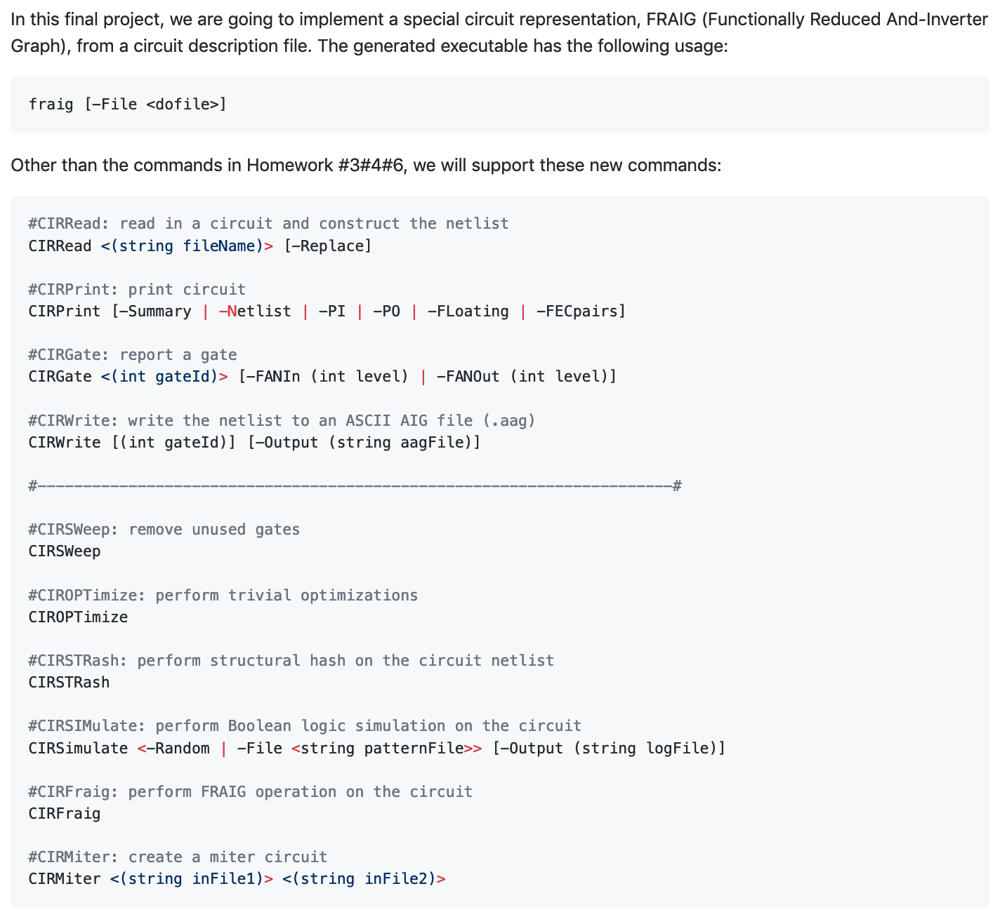 In this final project, we are going to implement a special circuit representation, FRAIG (Functionally Reduced And-Inverter
Graph), from a circuit description file. The generated executable has the following usage:
fraig [-File <dofile>]
Other than the commands in Homework #3#4#6, we will support these new commands:
#CIRRead: read in a circuit and construct the netlist
CIRRead <(string fileName)> [-Replace]
#CIRPrint: print circuit
CIRPrint [-Summary | -Netlist | -PI | -PO | -FLoating | -FECpairs]
#CIRGate: report a gate
CIRGate <(int gateId)> [-FANIn (int level) | -FANOut (int level)]
#CIRWrite: write the netlist to an ASCII AIG file (.aag)
CIRWrite [(int gateId)] [-Output (string aagFile)]
#----------------------------------------------------------------------#
#CIRSWeep: remove unused gates
CIRSWeep
#CIROPTimize: perform trivial optimizations
CIROPTimize
#CIRSTRash: perform structural hash on the circuit netlist
CIRSTRash
#CIRSIMulate: perform Boolean logic simulation on the circuit
CIRSimulate <-Random | -File <string patternFile>> [-Output (string logFile)]
#CIRFraig: perform FRAIG operation on the circuit
CIRFraig
#CIRMiter: create a miter circuit
CIRMiter <(string inFile1)> <(string inFile2)>